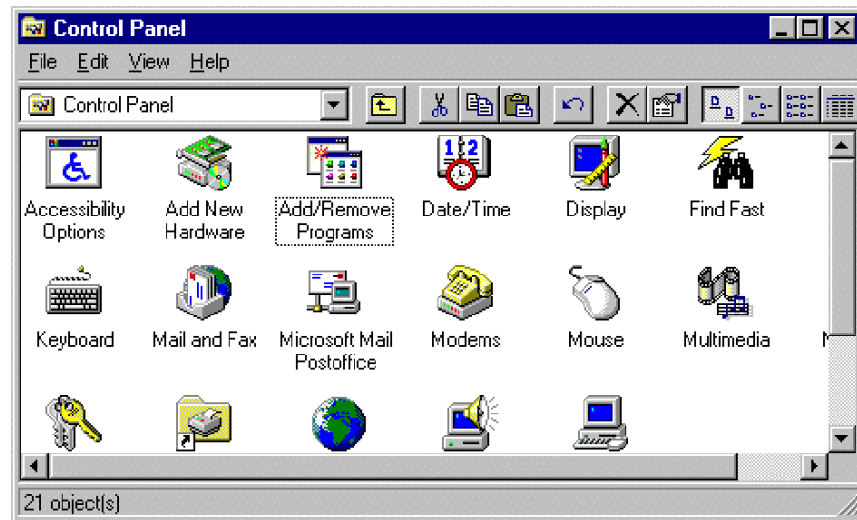 Control Panel
File Edit View Help
Control Panel
Accessibility Options
Add New Hardware
Add/Remove Programs
Date/Time
Display
Find Fast
Keyboard
Mail and Fax
Microsoft Mail Postoffice
Modems
Mouse
Multimedia
21 object(s)